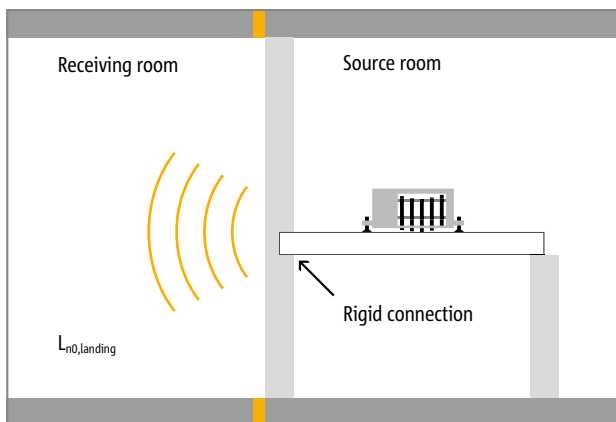 Receiving room
Source room
Rigid connection
Ln0,landing